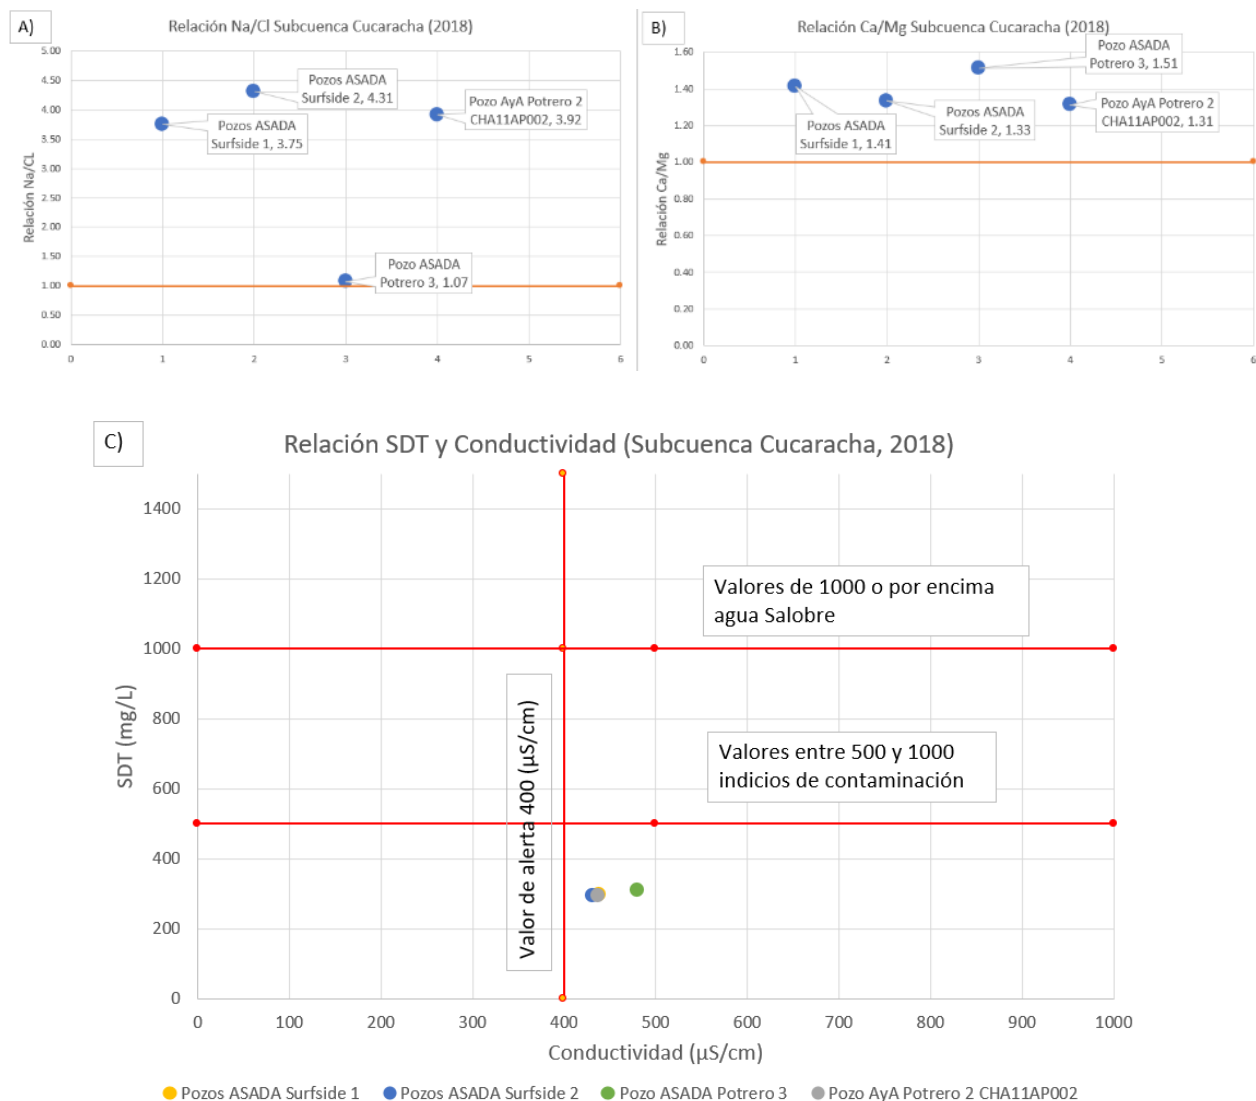 A)
Relación Na/Cl Subcuenca Cucaracha (2018)
5.00
4.50
4.00
3.50
3.00
2.50
2.00
1.50
1.00
0.50
0.00
Relación Na/CL
Pozos ASADA
Surfside 2, 4.31
Pozo AyA Potrero 2
CHA11AP002, 3.92
Pozos ASADA
Surfside 1, 3.75
Pozo ASADA
Potrero 3, 1.07
0 1 2 3 4 5 6
B)
Relación Ca/Mg Subcuenca Cucaracha (2018)
1.60
1.40
1.20
1.00
0.80
0.60
0.40
0.20
0.00
Relación Ca/Mg
Pozo ASADA
Potrero 3, 1.51
Pozos ASADA
Surfside 1, 1.41
Pozos ASADA
Surfside 2, 1.33
Pozo AyA Potrero 2
CHA11AP002, 1.31
0 1 2 3 4 5 6
C)
Relación SDT y Conductividad (Subcuenca Cucaracha, 2018)
1400
1200
1000
800
600
400
200
0
SDT (mg/L)
Valores de 1000 o por encima
agua Salobre
Valores entre 500 y 1000
indicios de contaminación
Valor de alerta 400 (µS/cm)
0 100 200 300 400 500 600 700 800 900 1000
Conductividad (µS/cm)
Pozos ASADA Surfside 1 Pozos ASADA Surfside 2 Pozo ASADA Potrero 3 Pozo AyA Potrero 2 CHA11AP002